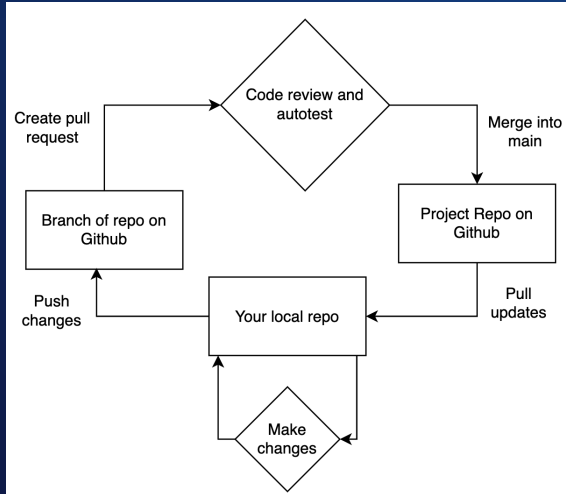 Code review and
autotest
Create pull
request
Merge into
main
Branch of repo on
Github
Project Repo on
Github
Push
changes
Your local repo
Pull
updates
Make
changes